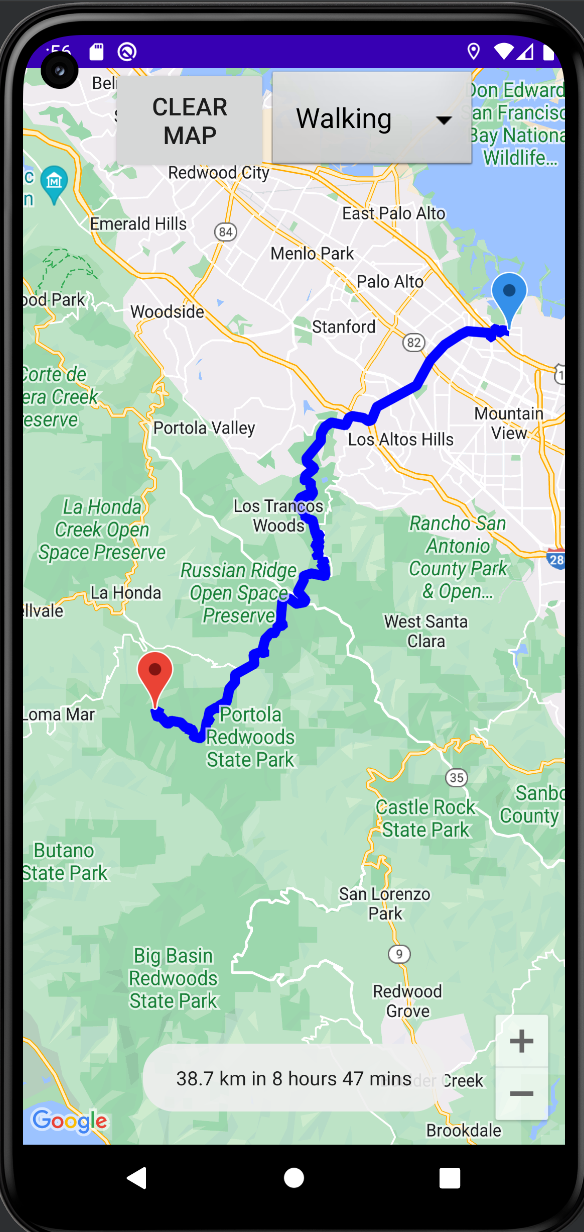 :56
Bel
CLEAR
MAP
Walking
Don Edward
an Francisc
Bay Nationa
Wildlife...
Redwood City
c
n
Emerald Hills
84
East Palo Alto
Menlo Park
Palo Alto
ood Park
Woodside
Stanford
82
Corte de
era Creek
eserve
1
Mountain
View
Portola Valley
Los Altos Hills
La Honda
Creek Open
Space Preserve
Los Trancos
Woods
Rancho San
Antonio
County Park
& Open...
28
Russian Ridge
Open Space
Preserve
La Honda
ellvale
West Santa
Clara
Loma Mar
Portola
Redwoods
State Park
35
Castle Rock
State Park
Sanbo
County
Butano
State Park
San Lorenzo
Park
9
Big Basin
Redwoods
State Park
Redwood
Grove
38.7 km in 8 hours 47 mins
der Creek
+
−
Google
Brookdale